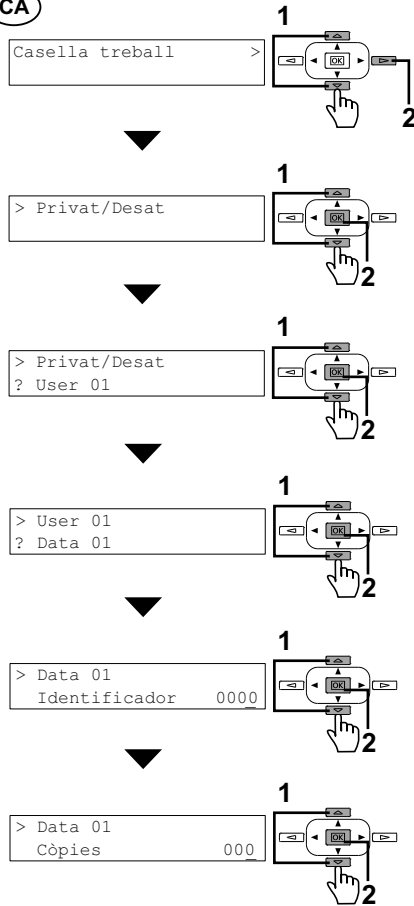 CA
1
Casella treball >
OK
2
1
> Privat/Desat
OK
2
1
> Privat/Desat
? User 01
OK
2
1
> User 01
? Data 01
OK
2
1
> Data 01
Identificador 0000
OK
2
1
> Data 01
Còpies 000
OK
2